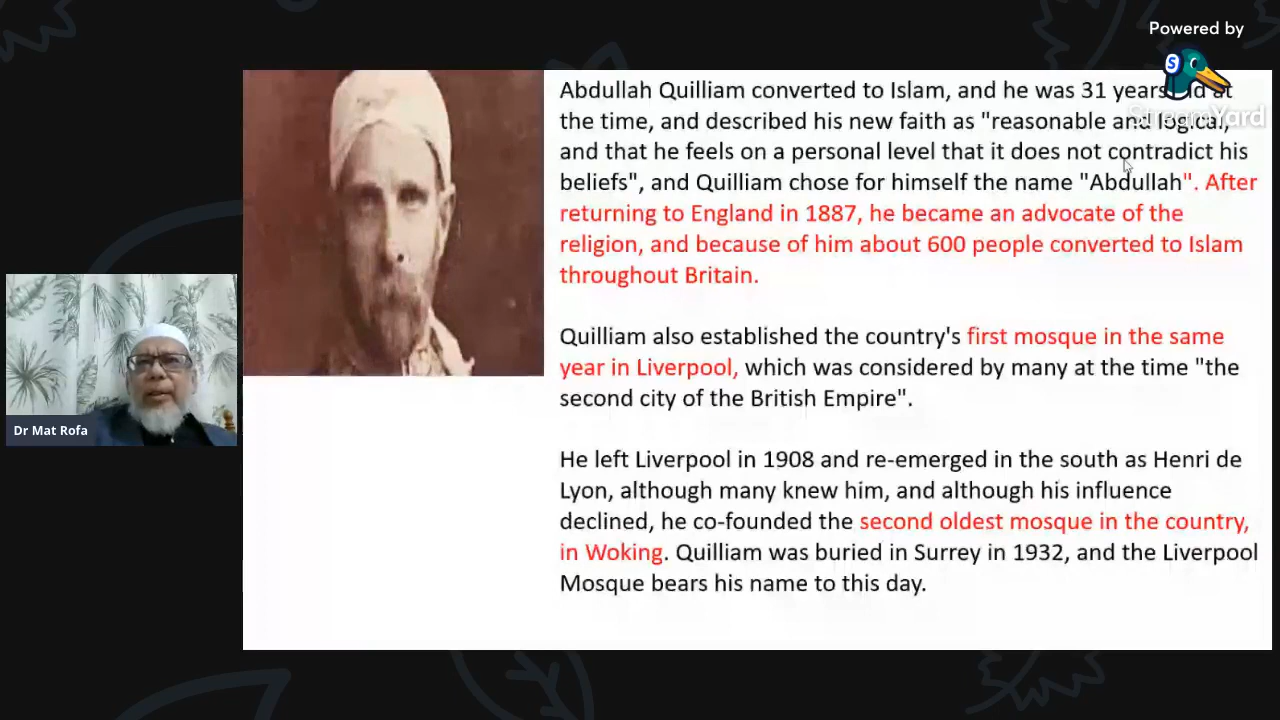 Powered by
StreamYard
Abdullah Quilliam converted to Islam, and he was 31 years old at
the time, and described his new faith as "reasonable and logical,
and that he feels on a personal level that it does not contradict his
beliefs", and Quilliam chose for himself the name "Abdullah". After
returning to England in 1887, he became an advocate of the
religion, and because of him about 600 people converted to Islam
throughout Britain.
Quilliam also established the country's first mosque in the same
year in Liverpool, which was considered by many at the time "the
second city of the British Empire".
He left Liverpool in 1908 and re-emerged in the south as Henri de
Lyon, although many knew him, and although his influence
declined, he co-founded the second oldest mosque in the country,
in Woking. Quilliam was buried in Surrey in 1932, and the Liverpool
Mosque bears his name to this day.
Dr Mat Rofa